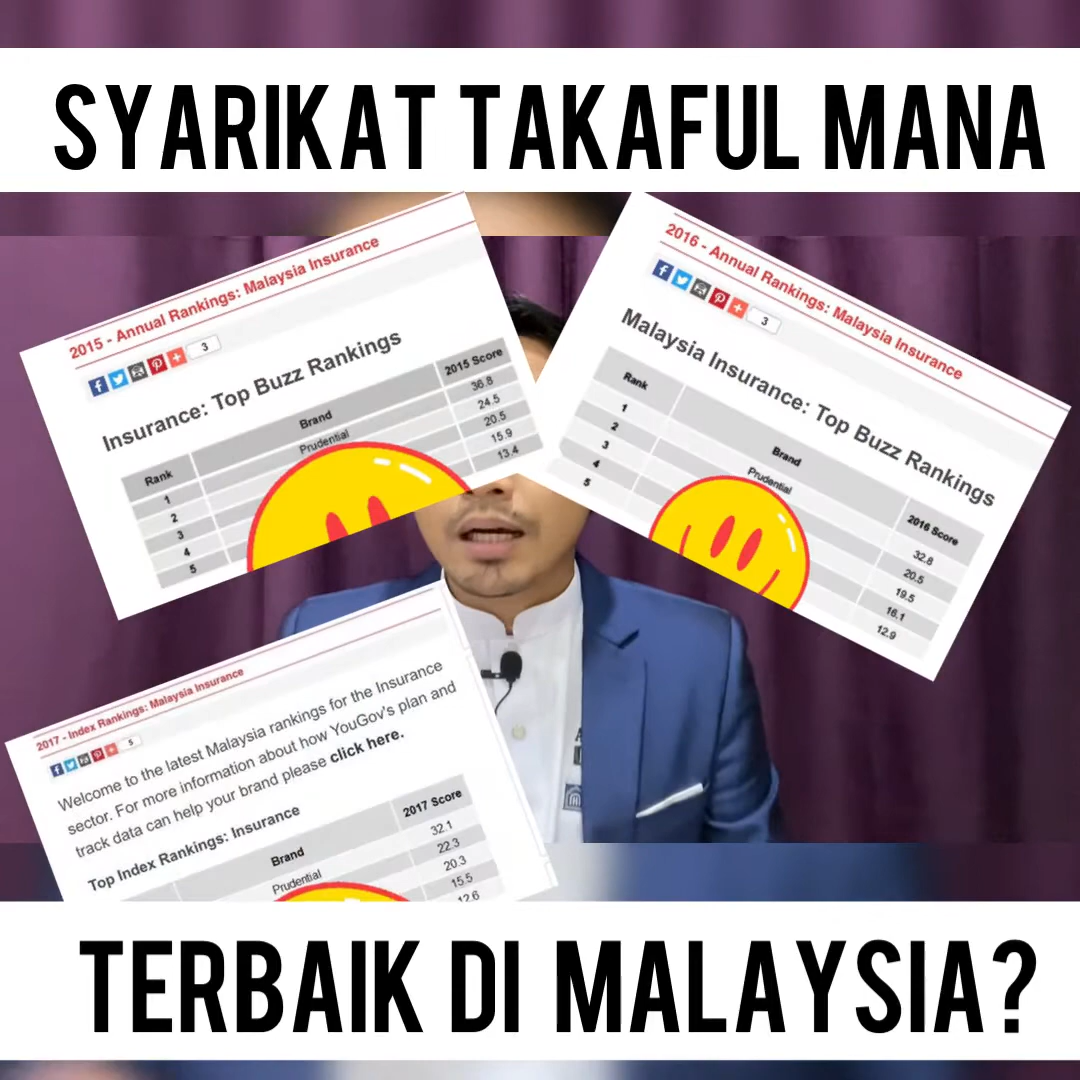 SYARIKAT TAKAFUL MANA
2015 - Annual Rankings: Malaysia Insurance
3
Insurance: Top Buzz Rankings
Rank Brand 2015 Score
1 Prudential 36.8
2 24.5
3 20.5
4 15.9
5 13.4
2016 - Annual Rankings: Malaysia Insurance
3
Malaysia Insurance: Top Buzz Rankings
Rank Brand 2016 Score
1 Prudential 32.8
2 20.5
3 19.5
4 16.1
5 12.9
2017 - Index Rankings: Malaysia Insurance
5
Welcome to the latest Malaysia rankings for the Insurance
sector. For more information about how YouGov's plan and
track data can help your brand please click here.
Top Index Rankings: Insurance
Brand 2017 Score
Prudential 32.1
22.3
20.3
15.5
12.6
TERBAIK DI MALAYSIA?